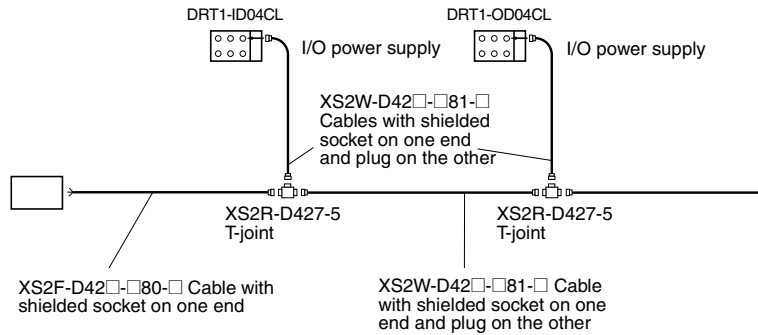 DRT1-ID04CL
DRT1-OD04CL
I/O power supply
I/O power supply
XS2W-D42□-□81-□
Cables with shielded
socket on one end
and plug on the other
XS2R-D427-5
T-joint
XS2R-D427-5
T-joint
XS2F-D42□-□80-□ Cable with
shielded socket on one end
XS2W-D42□-□81-□ Cable
with shielded socket on one
end and plug on the other